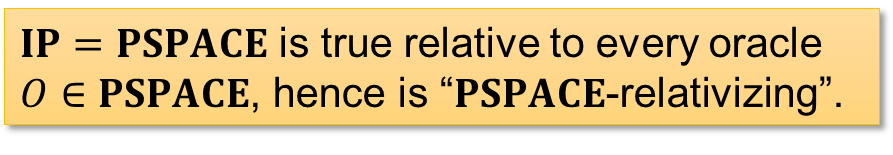 IP = PSPACE is true relative to every oracle
O ∈ PSPACE, hence is “PSPACE-relativizing”.